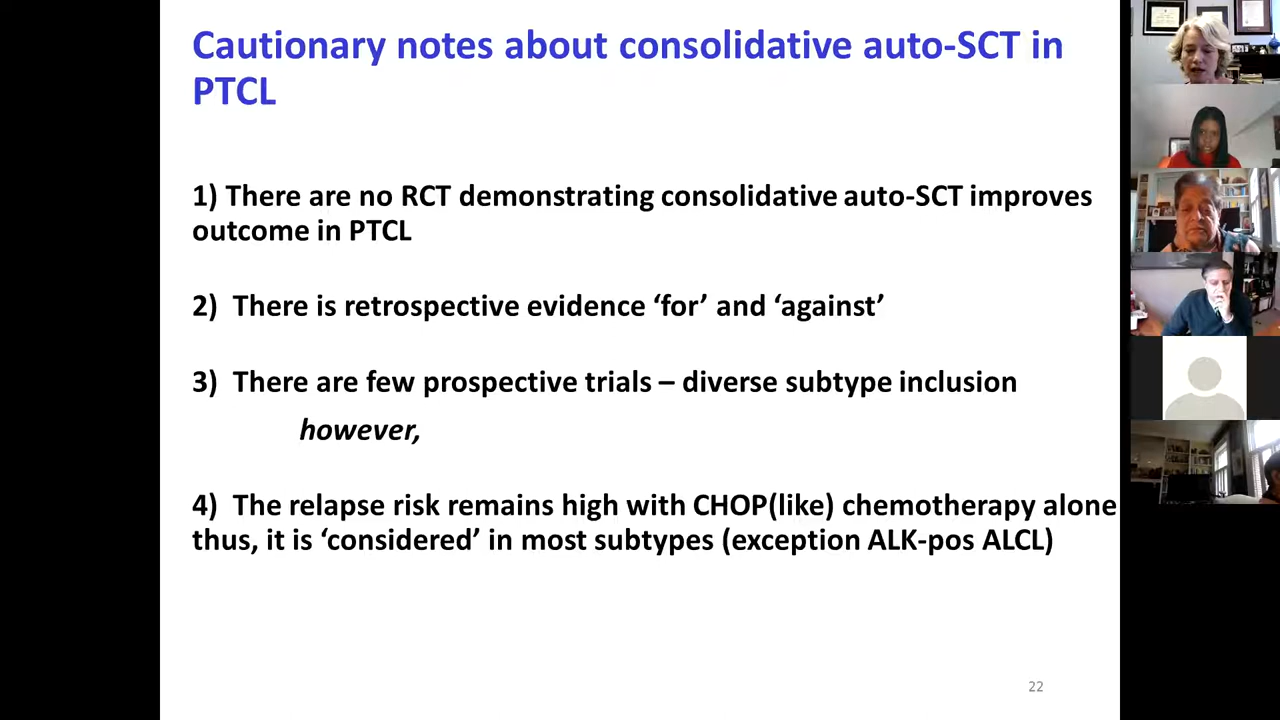 Cautionary notes about consolidative auto-SCT in
PTCL
1) There are no RCT demonstrating consolidative auto-SCT improves
outcome in PTCL
2) There is retrospective evidence ‘for’ and ‘against’
3) There are few prospective trials – diverse subtype inclusion
however,
4) The relapse risk remains high with CHOP(like) chemotherapy alone
thus, it is ‘considered’ in most subtypes (exception ALK-pos ALCL)
22